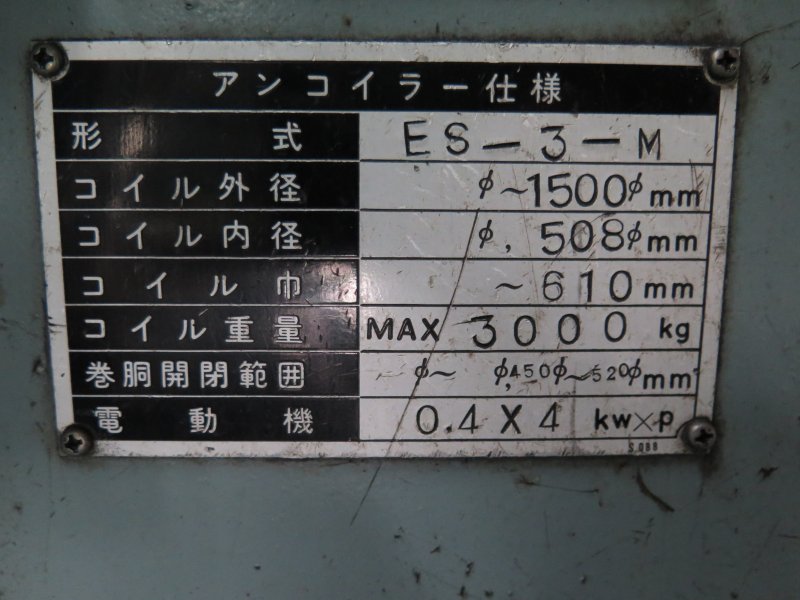 アンコイラー仕様
形式 ES-3-M
コイル外径 φ~1500φmm
コイル内径 φ, 508φmm
コイル巾 ~610mm
コイル重量 MAX 3000 kg
巻胴開閉範囲 φ~ φ450φ~520φmm
電動機 0.4X4 kw×p
S 088